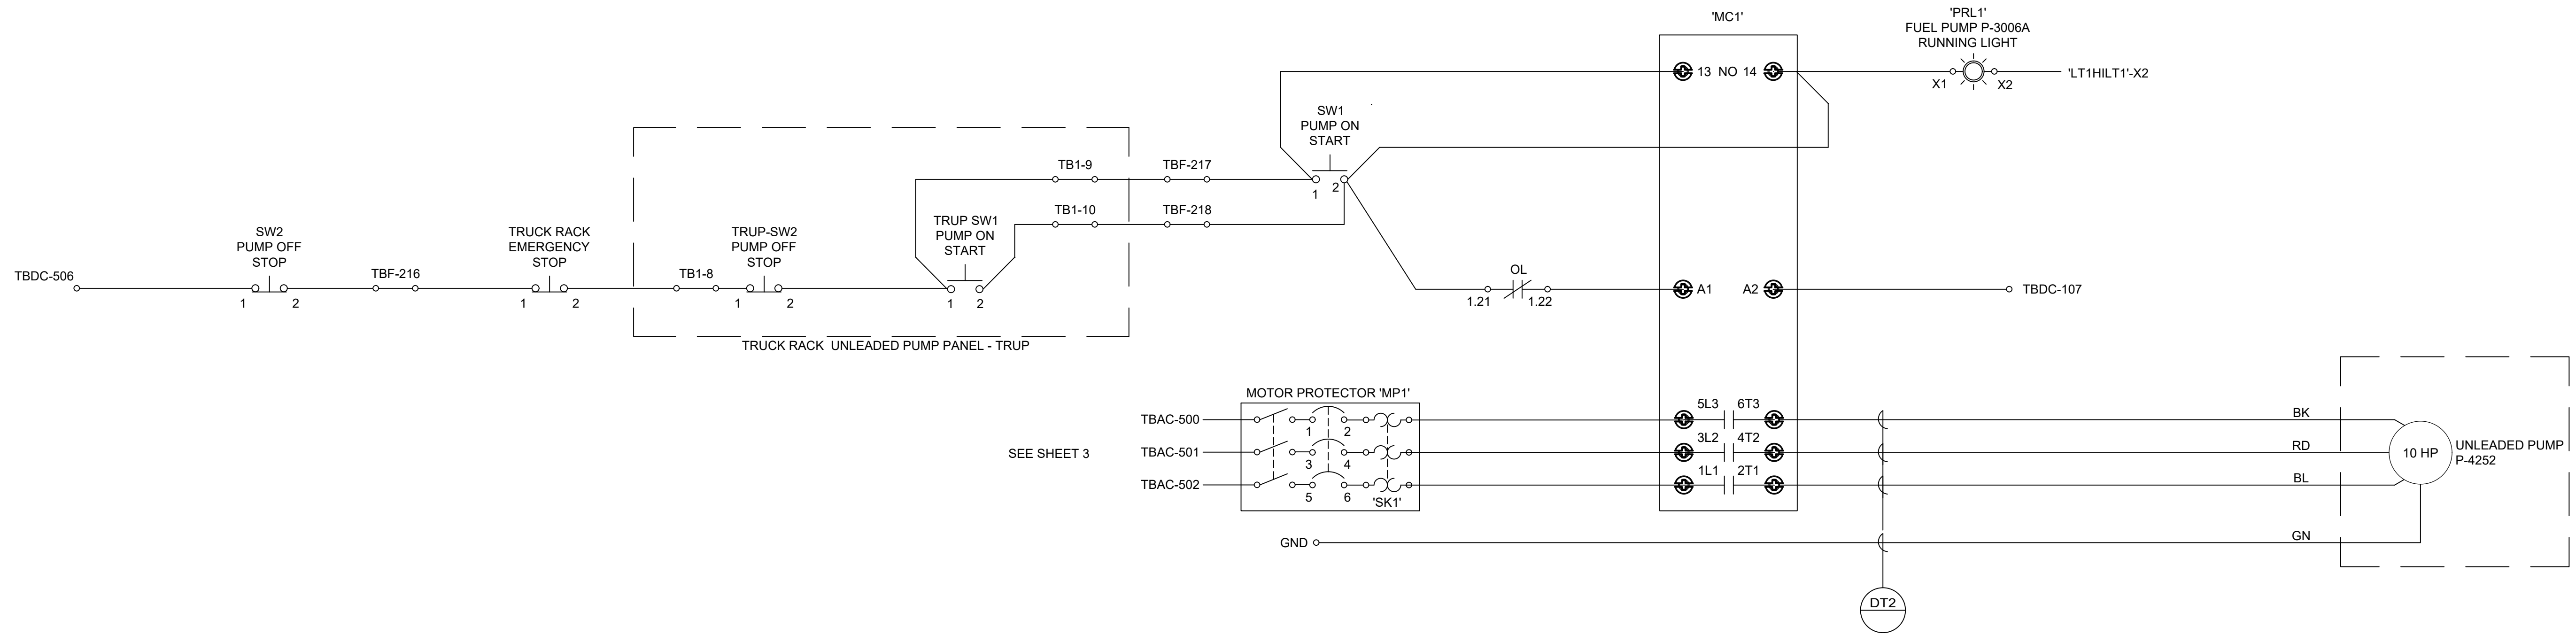 'MC1'
'PRL1'
FUEL PUMP P-3006A
RUNNING LIGHT
13 NO 14
X1
X2
'LT1HILT1'-X2
SW1
PUMP ON
START
1
2
TB1-9
TBF-217
TB1-10
TBF-218
TBDC-506
SW2
PUMP OFF
STOP
1
2
TBF-216
TRUCK RACK
EMERGENCY
STOP
1
2
TB1-8
TRUP-SW2
PUMP OFF
STOP
1
2
TRUP SW1
PUMP ON
START
1
2
TRUCK RACK UNLEADED PUMP PANEL - TRUP
OL
1.21
1.22
A1
A2
TBDC-107
MOTOR PROTECTOR 'MP1'
SEE SHEET 3
TBAC-500
1
2
5L3
6T3
BK
TBAC-501
3
4
3L2
4T2
RD
TBAC-502
5
6
'SK1'
1L1
2T1
BL
10 HP
UNLEADED PUMP
P-4252
GND
GN
DT2